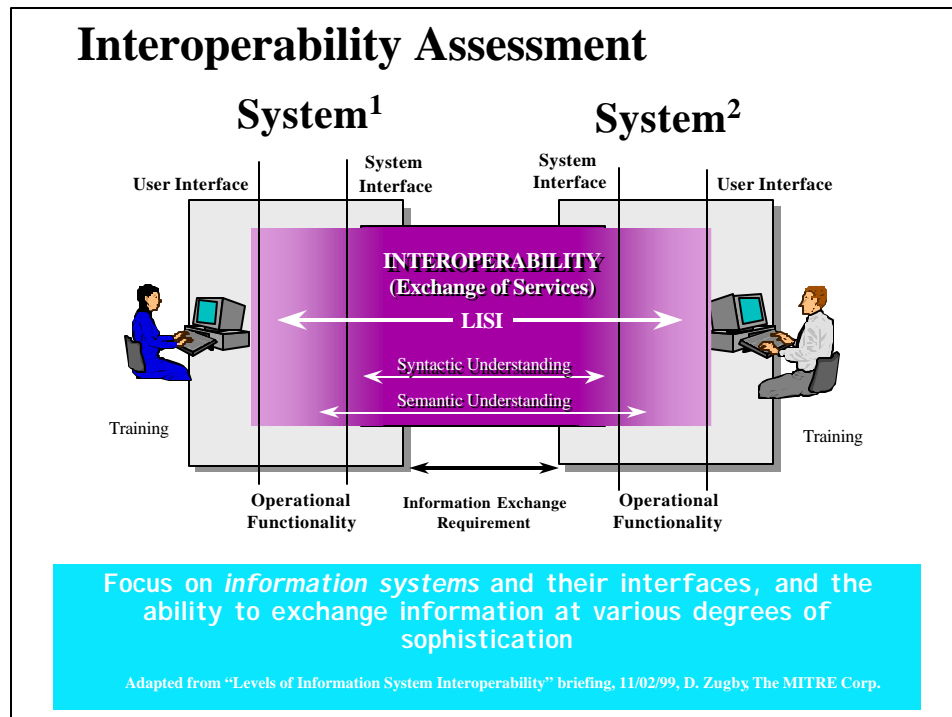 Interoperability Assessment
System¹
System²
User Interface
System
Interface
System
Interface
User Interface
INTEROPERABILITY
(Exchange of Services)
LISI
Syntactic Understanding
Semantic Understanding
Training
Training
Operational
Functionality
Information Exchange
Requirement
Operational
Functionality
Focus on information systems and their interfaces, and the
ability to exchange information at various degrees of
sophistication
Adapted from “Levels of Information System Interoperability” briefing, 11/02/99, D. Zugby, The MITRE Corp.